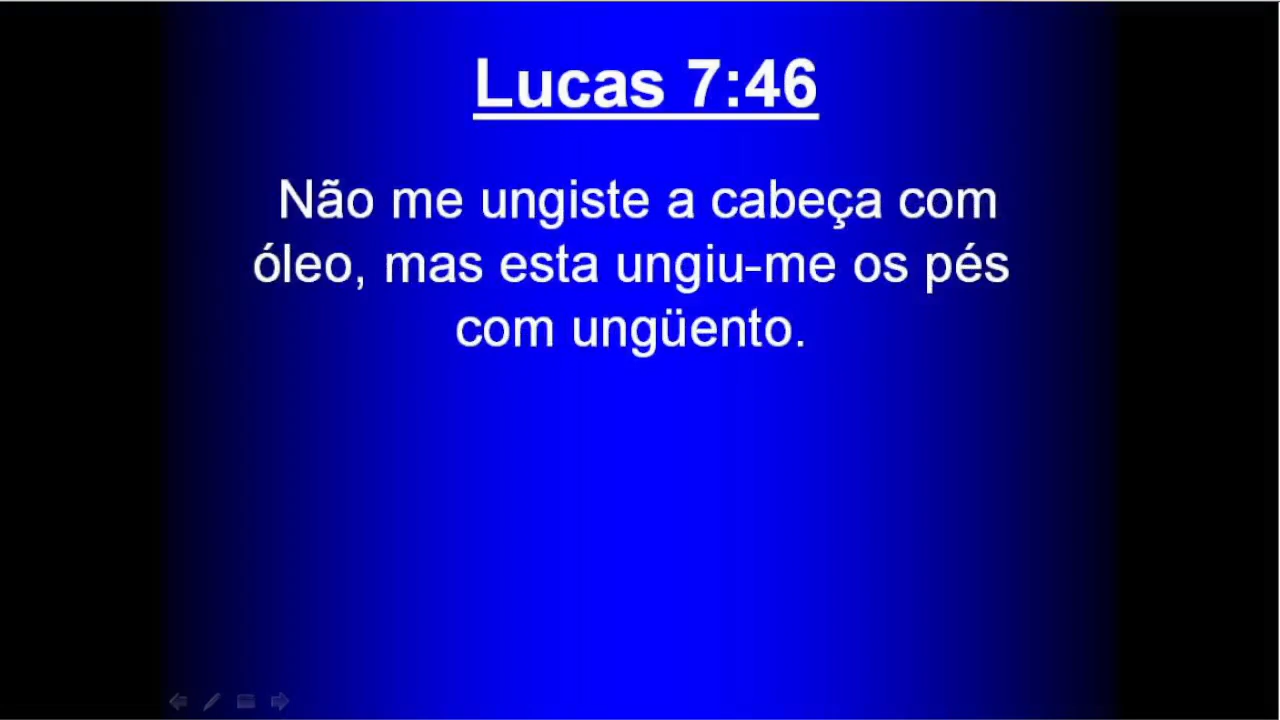 Lucas 7:46
Não me ungiste a cabeça com
óleo, mas esta ungiu-me os pés
com ungüento.